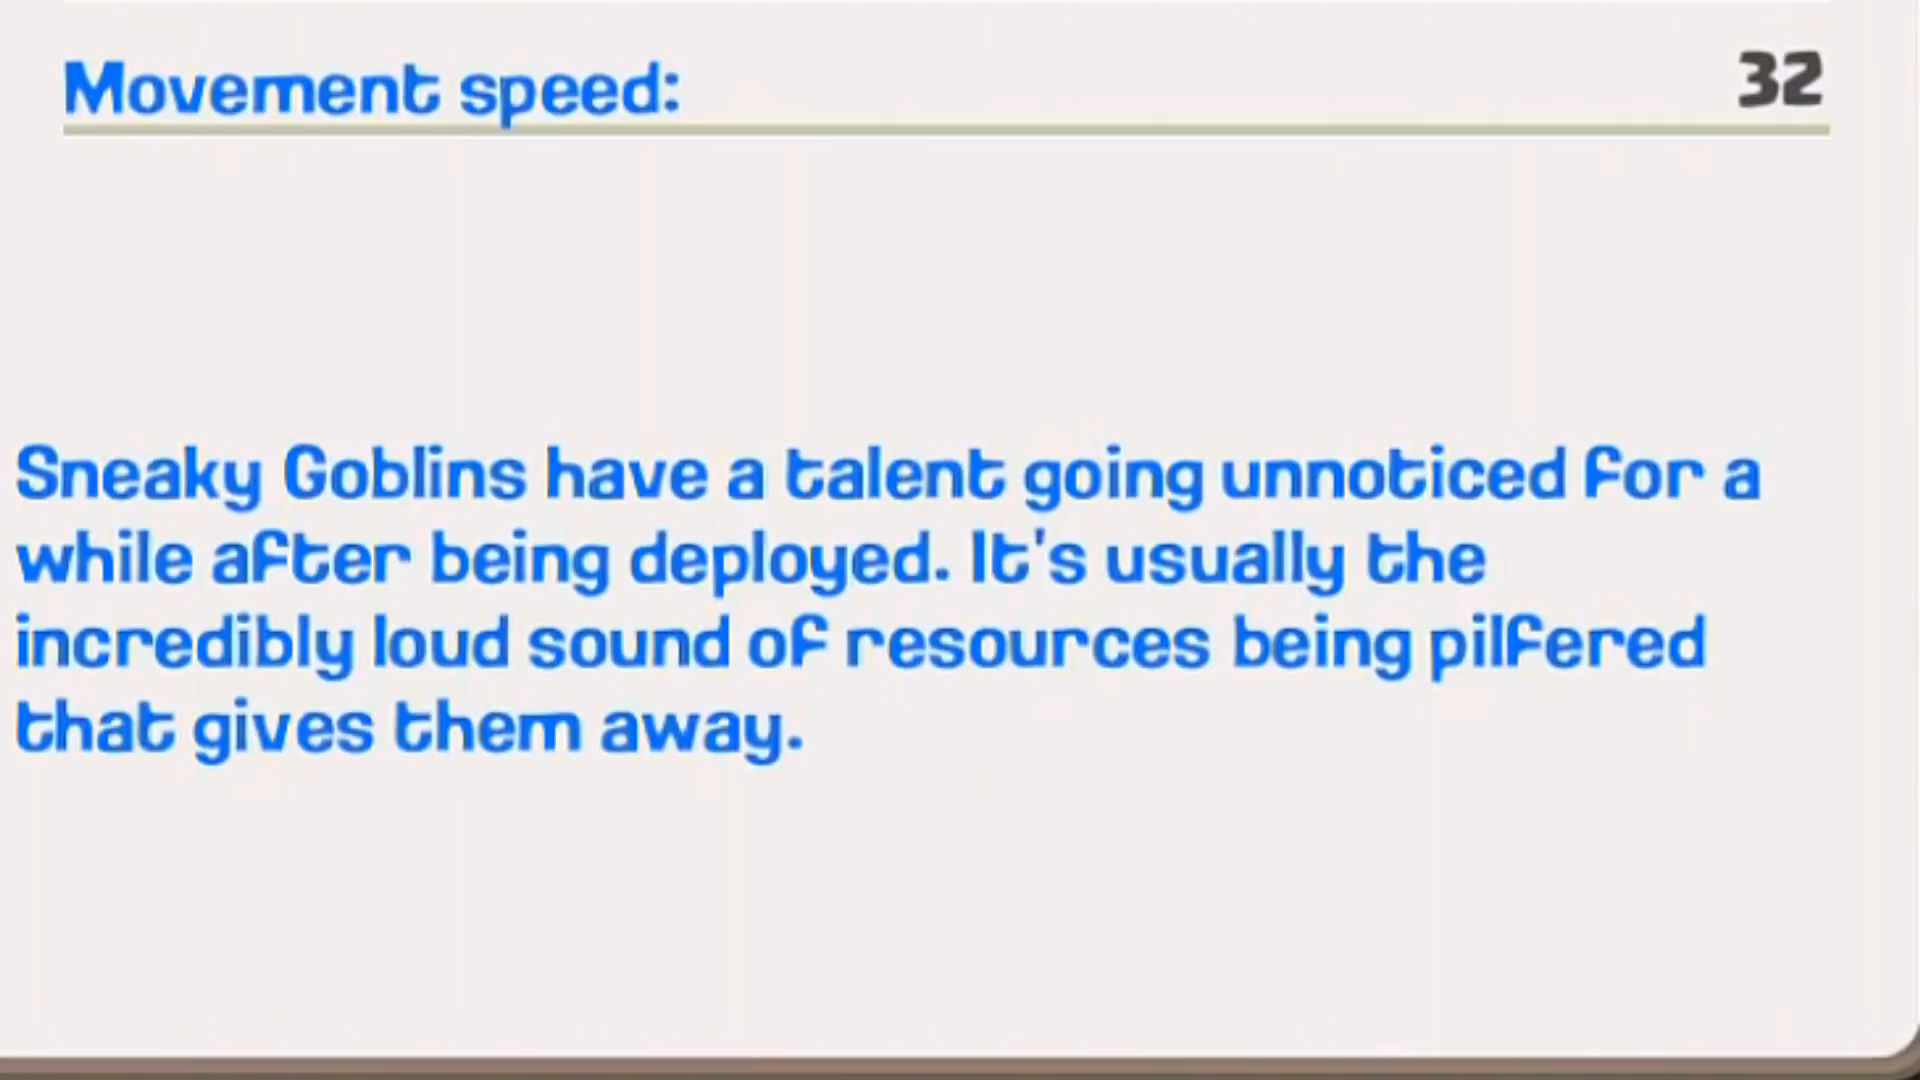 Movement speed: 32
Sneaky Goblins have a talent going unnoticed for a
while after being deployed. It's usually the
incredibly loud sound of resources being pilfered
that gives them away.